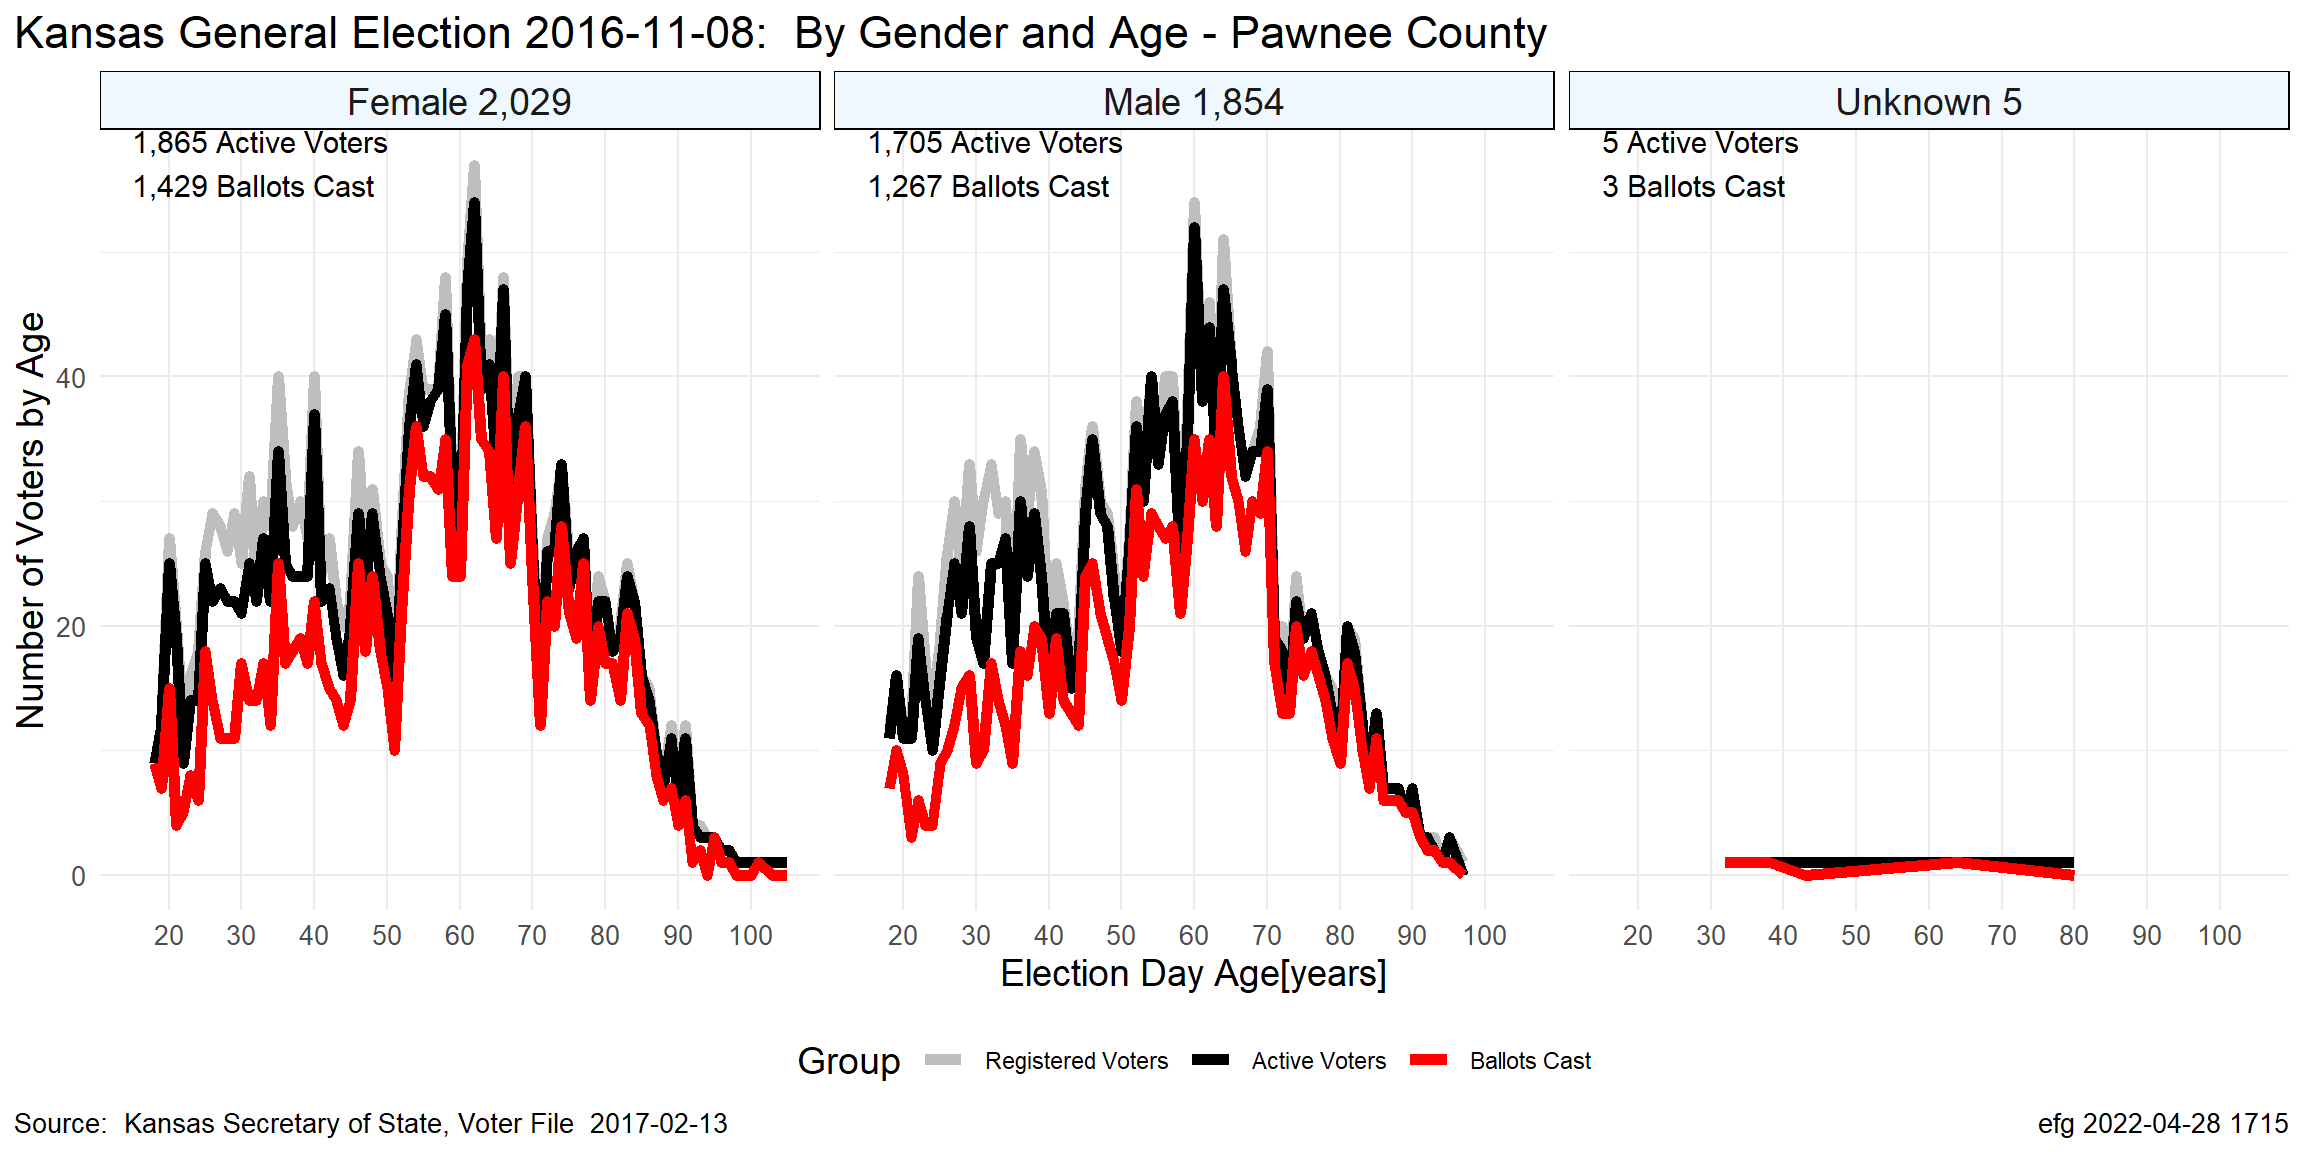 Kansas General Election 2016-11-08:  By Gender and Age - Pawnee County
Female 2,029
Male 1,854
Unknown 5
1,865 Active Voters
1,429 Ballots Cast
1,705 Active Voters
1,267 Ballots Cast
5 Active Voters
3 Ballots Cast
Number of Voters by Age
40
20
0
20 30 40 50 60 70 80 90 100
20 30 40 50 60 70 80 90 100
20 30 40 50 60 70 80 90 100
Election Day Age[years]
Group Registered Voters Active Voters Ballots Cast
Source:  Kansas Secretary of State, Voter File  2017-02-13
efg 2022-04-28 1715